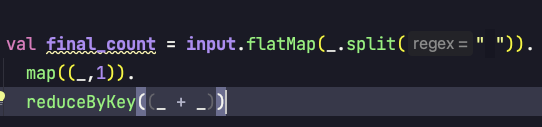 val final_count = input.flatMap(_.split( regex = " ")).
map((_,1)).
reduceByKey((_ + _))